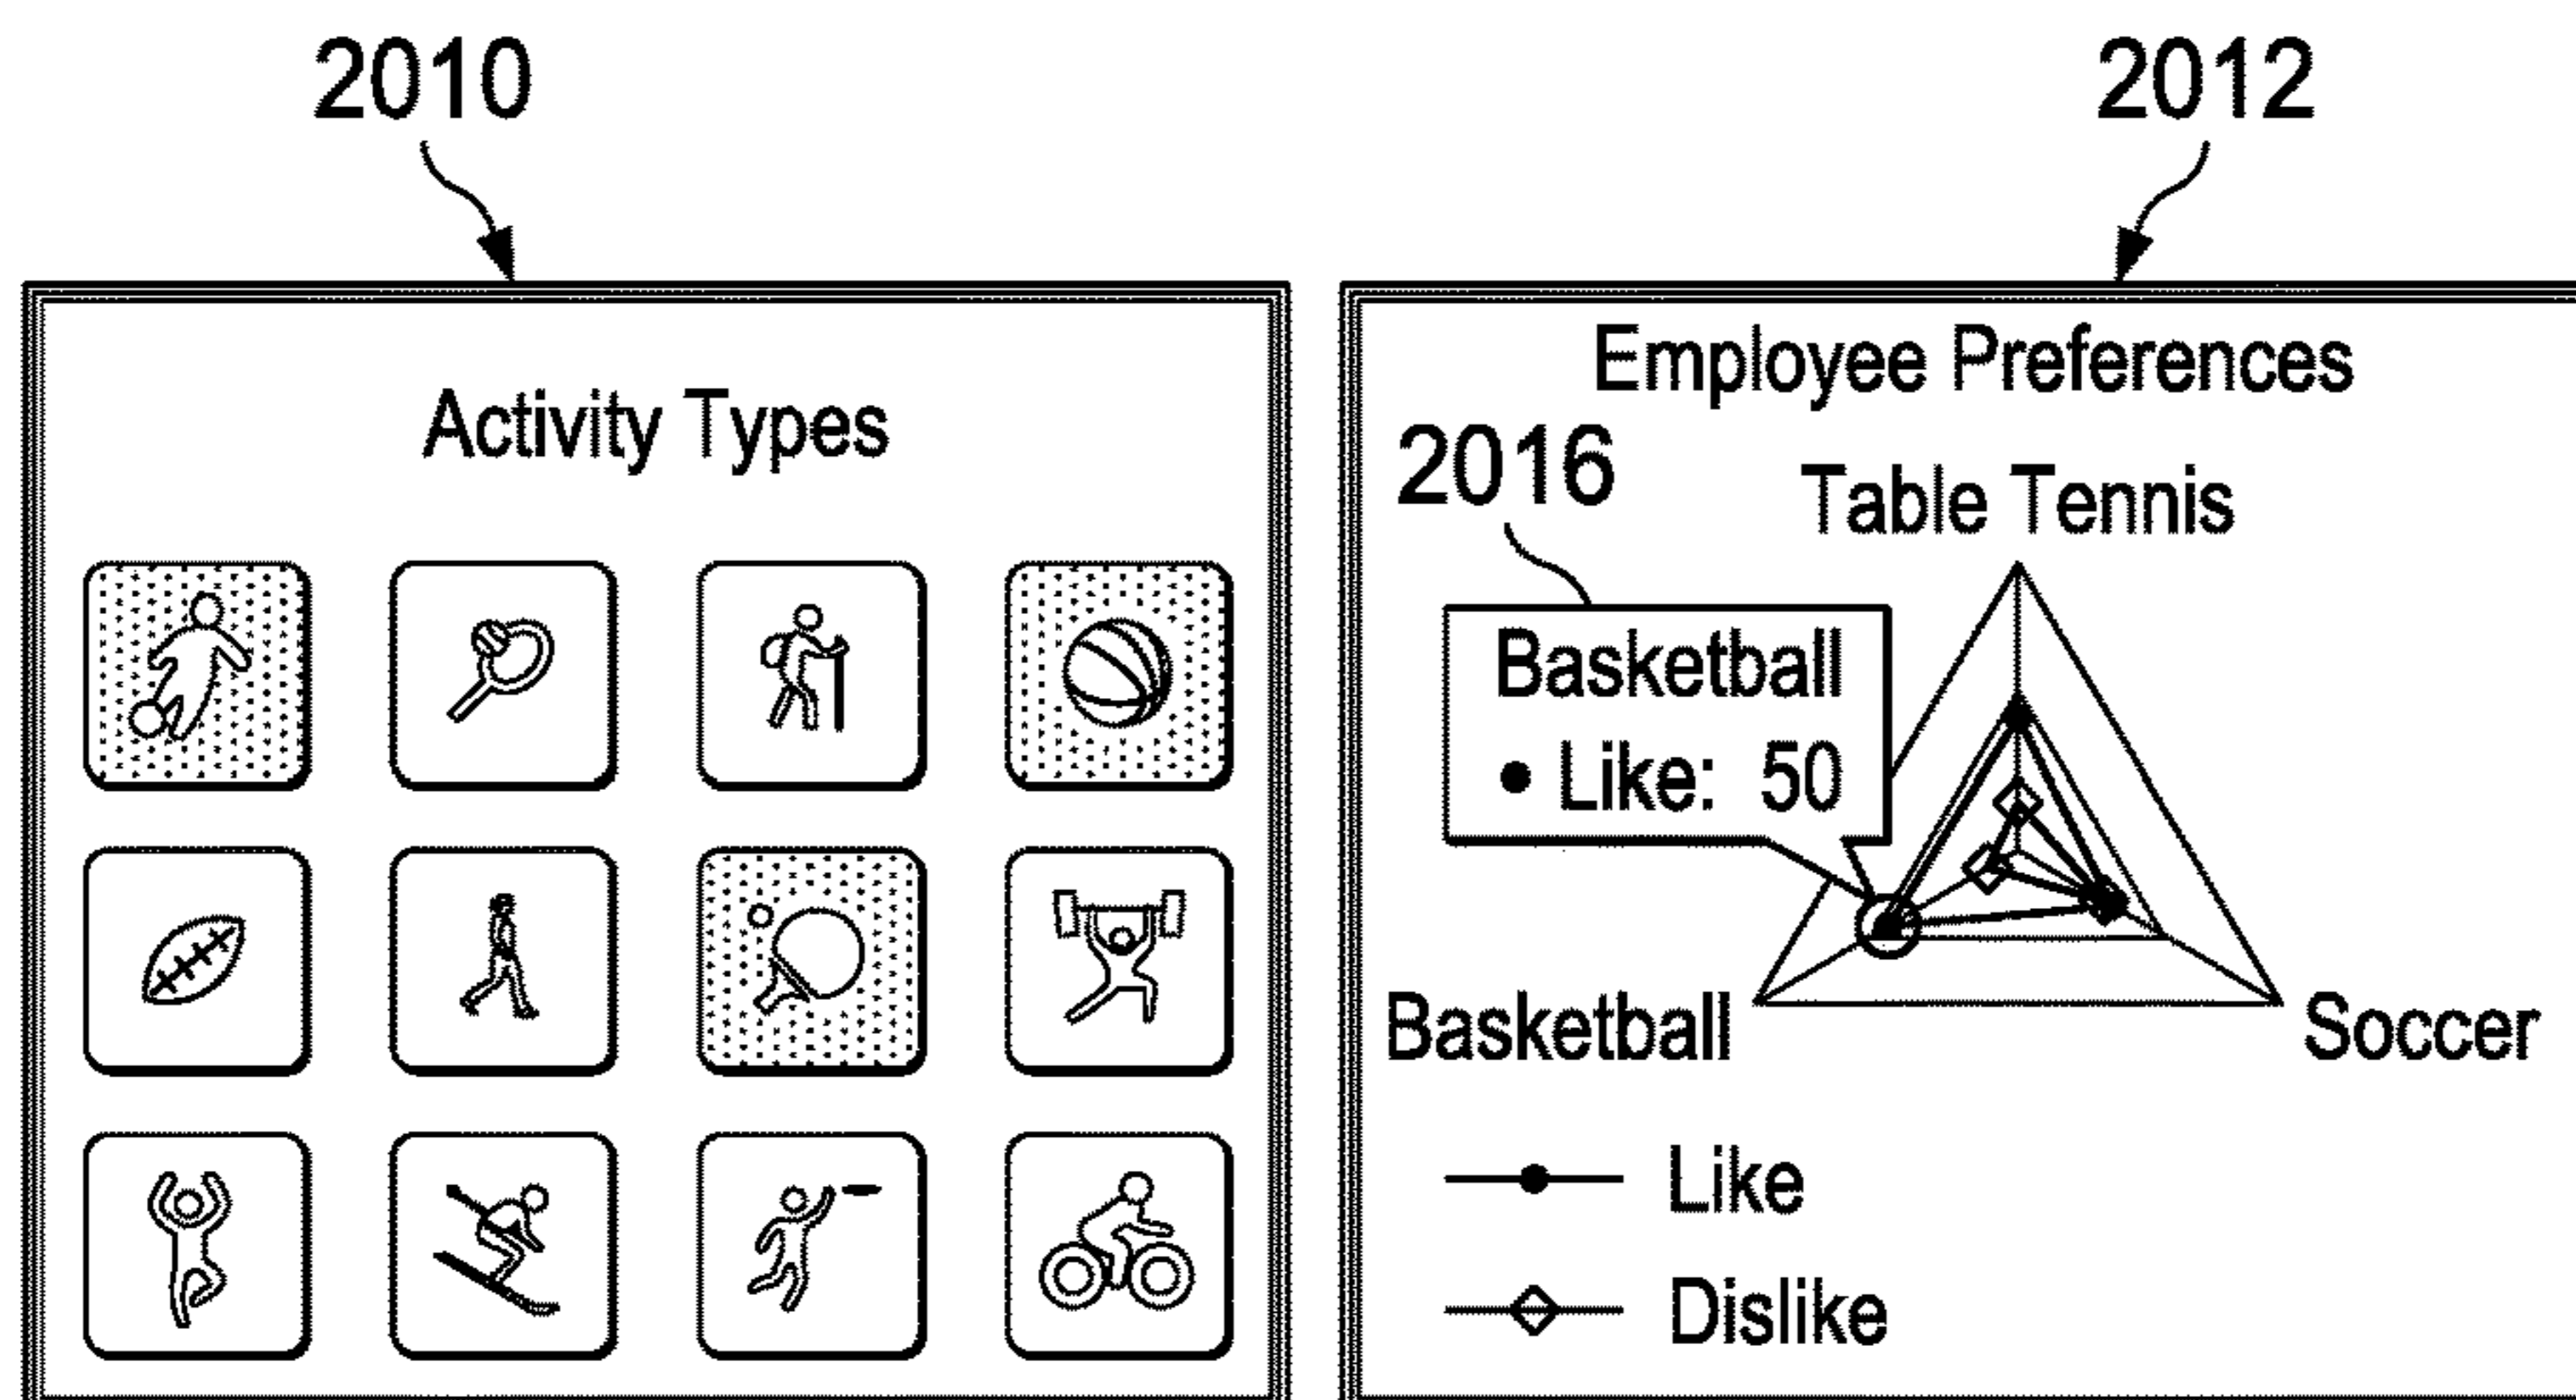 2010
2012
Activity Types
Employee Preferences
2016
Table Tennis
Basketball
• Like: 50
Basketball
Soccer
Like
Dislike